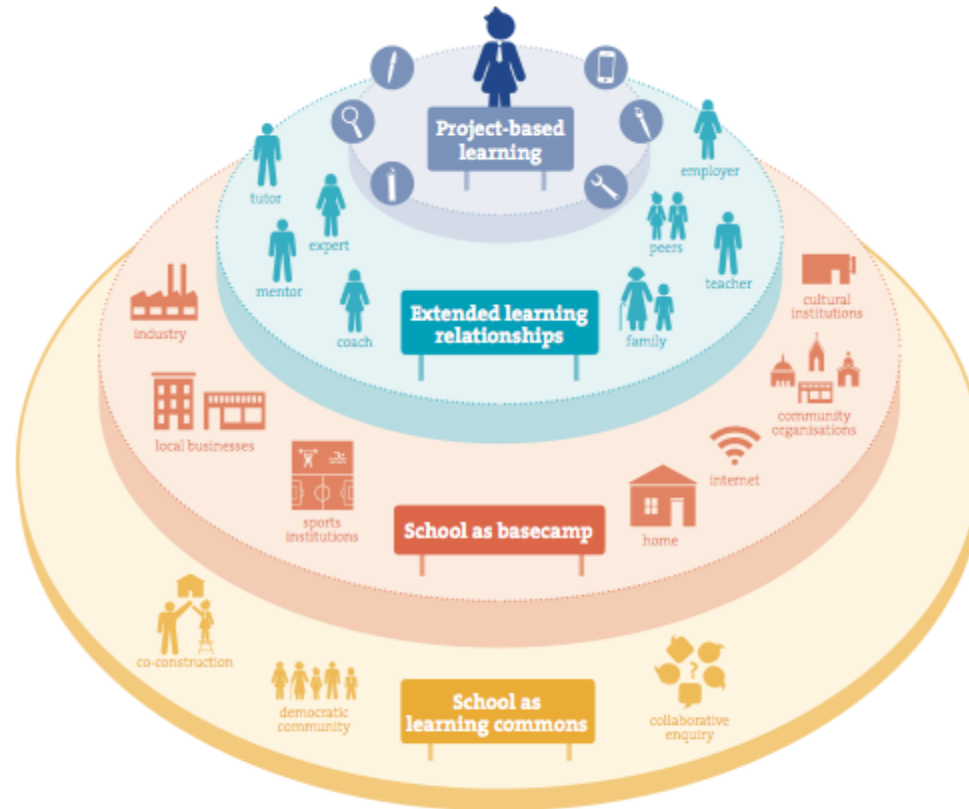 Project-based
learning
employer
tutor
expert
peers
mentor
teacher
coach
Extended learning
relationships
family
industry
cultural
institutions
local businesses
community
organisations
internet
sports
institutions
School as basecamp
home
co-construction
democratic
community
School as
learning commons
?
collaborative
enquiry